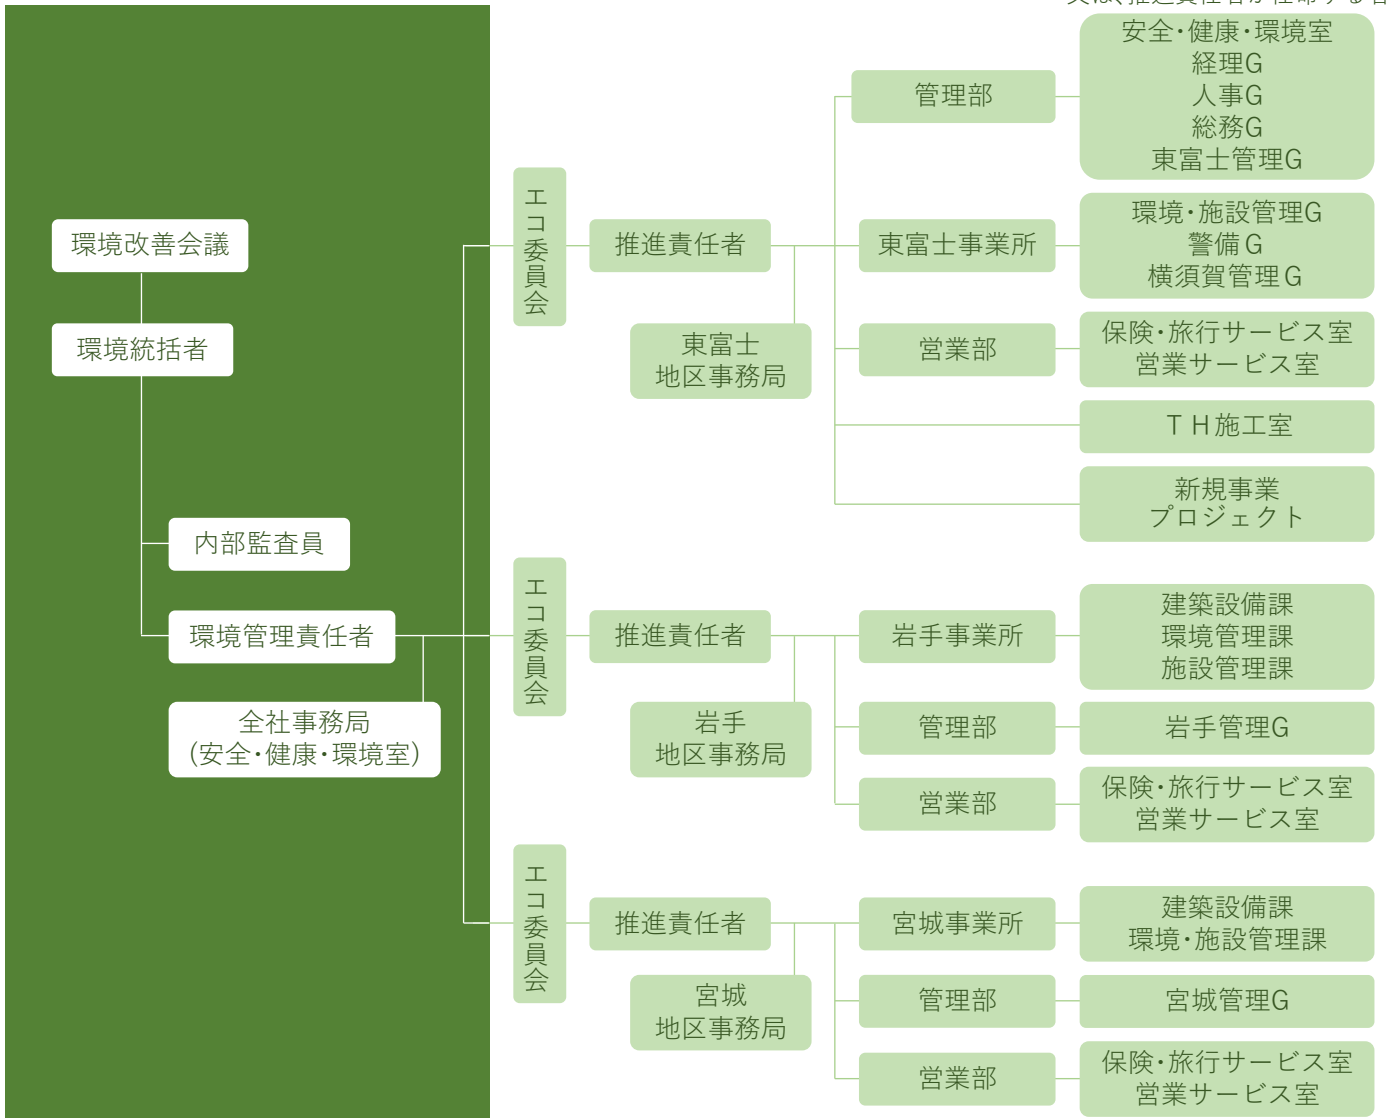 安全・健康・環境室
経理G
人事G
総務G
東富士管理G
管理部
環境改善会議
環境統括者
内部監査員
環境管理責任者
全社事務局
(安全・健康・環境室)
エコ委員会
推進責任者
東富士
地区事務局
東富士事業所
環境・施設管理G
警備G
横須賀管理G
営業部
保険・旅行サービス室
営業サービス室
TH施工室
新規事業
プロジェクト
エコ委員会
推進責任者
岩手
地区事務局
岩手事業所
建築設備課
環境管理課
施設管理課
管理部
岩手管理G
営業部
保険・旅行サービス室
営業サービス室
エコ委員会
推進責任者
宮城
地区事務局
宮城事業所
建築設備課
環境・施設管理課
管理部
宮城管理G
営業部
保険・旅行サービス室
営業サービス室